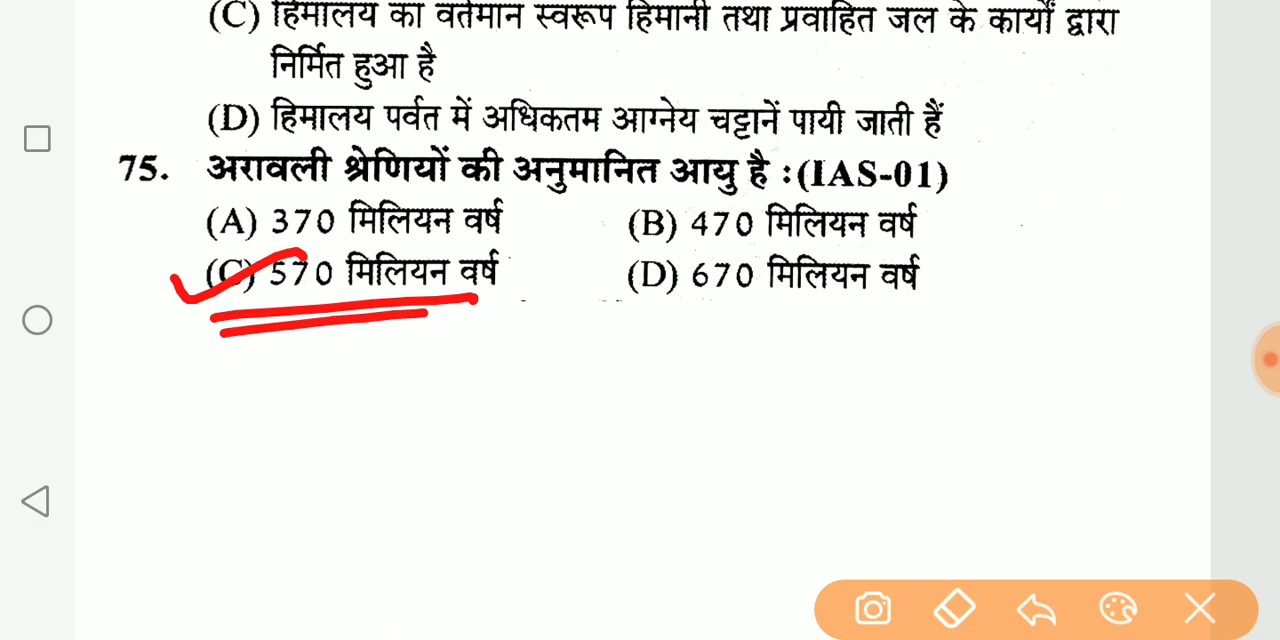 (C) हिमालय का वर्तमान स्वरूप हिमानी तथा प्रवाहित जल के कार्यों द्वारा
निर्मित हुआ है
(D) हिमालय पर्वत में अधिकतम आग्नेय चट्टानें पायी जाती हैं
75. अरावली श्रेणियों की अनुमानित आयु है :(IAS-01)
(A) 370 मिलियन वर्ष (B) 470 मिलियन वर्ष
(C) 570 मिलियन वर्ष (D) 670 मिलियन वर्ष